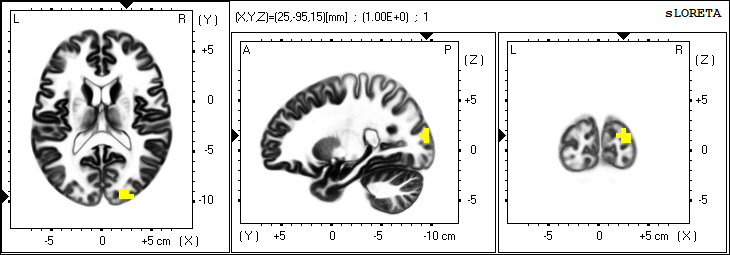 (X,Y,Z)=(25,-95,15)[mm] ; (1.00E+0) ; 1
sLORETA
L R (Y)
+5
0
-5
-10
-5 0 +5 cm (X)
A P (Z)
+5
0
-5
(Y) +5 0 -5 -10 cm
L R (Z)
+5
0
-5
-5 0 +5 cm (X)